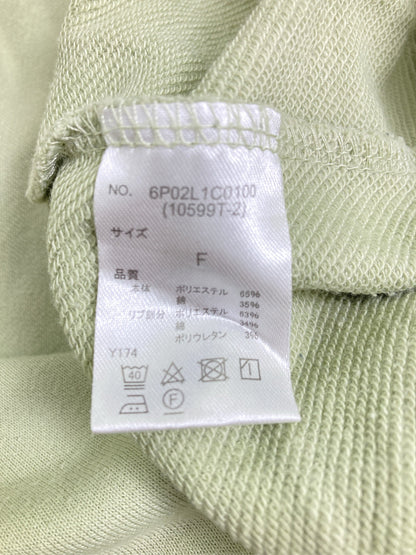 NO. 6P02L1C0100
(10599T-2)
サイズ
F
品質
本体 ポリエステル 65%
綿 35%
リブ部分 ポリエステル 63%
綿 34%
ポリウレタン 3%
Y174
40
F